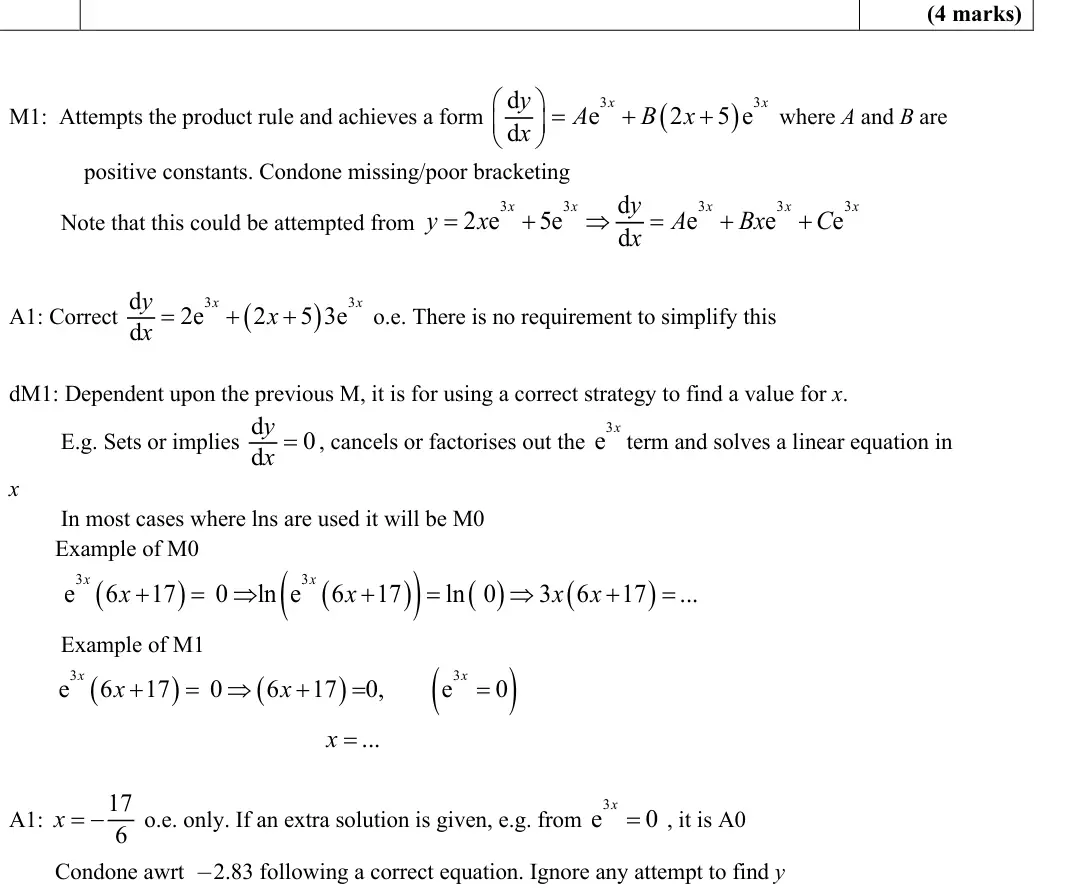 (4 marks)
M1: Attempts the product rule and achieves a form (dy/dx) = Ae^{3x} + B(2x+5)e^{3x} where A and B are
positive constants. Condone missing/poor bracketing
Note that this could be attempted from y = 2xe^{3x} + 5e^{3x} ⇒ dy/dx = Ae^{3x} + Bxe^{3x} + Ce^{3x}
A1: Correct dy/dx = 2e^{3x} + (2x+5)3e^{3x} o.e. There is no requirement to simplify this
dM1: Dependent upon the previous M, it is for using a correct strategy to find a value for x.
E.g. Sets or implies dy/dx = 0, cancels or factorises out the e^{3x} term and solves a linear equation in
x
In most cases where lns are used it will be M0
Example of M0
e^{3x}(6x+17) = 0 ⇒ ln(e^{3x}(6x+17)) = ln(0) ⇒ 3x(6x+17) = ...
Example of M1
e^{3x}(6x+17) = 0 ⇒ (6x+17) =0, (e^{3x} = 0)
x = ...
A1: x = −17/6 o.e. only. If an extra solution is given, e.g. from e^{3x} = 0 , it is A0
Condone awrt −2.83 following a correct equation. Ignore any attempt to find y